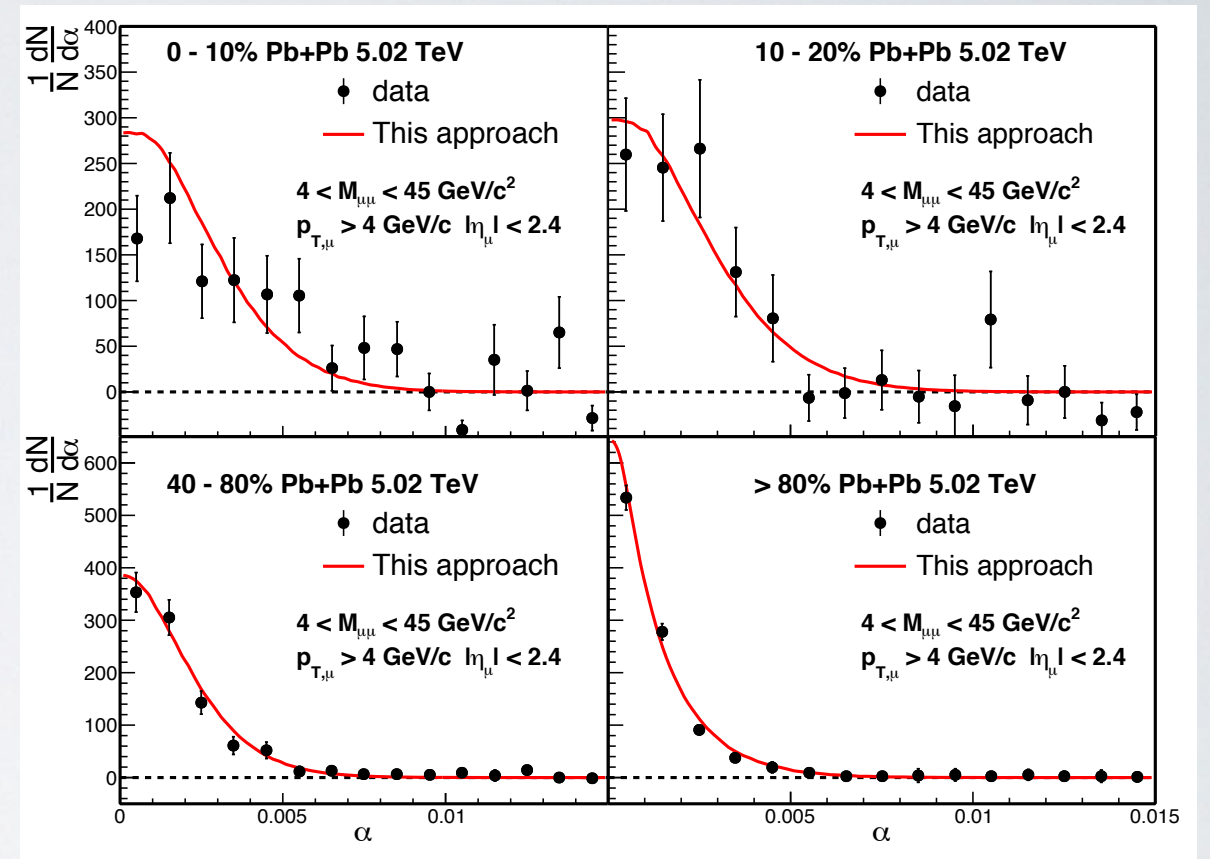 1 dN
N dα
400
350
300
250
200
150
100
50
0
0 - 10% Pb+Pb 5.02 TeV
data
This approach
4 < Mμμ < 45 GeV/c²
pT,μ > 4 GeV/c |ημ| < 2.4
10 - 20% Pb+Pb 5.02 TeV
data
This approach
4 < Mμμ < 45 GeV/c²
pT,μ > 4 GeV/c |ημ| < 2.4
1 dN
N dα
600
500
400
300
200
100
0
40 - 80% Pb+Pb 5.02 TeV
data
This approach
4 < Mμμ < 45 GeV/c²
pT,μ > 4 GeV/c |ημ| < 2.4
0 0.005 0.01
α
> 80% Pb+Pb 5.02 TeV
data
This approach
4 < Mμμ < 45 GeV/c²
pT,μ > 4 GeV/c |ημ| < 2.4
0.005 0.01 0.015
α